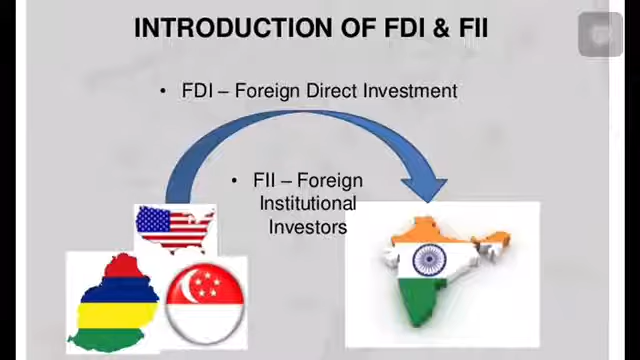 INTRODUCTION OF FDI & FII
• FDI – Foreign Direct Investment
• FII – Foreign
Institutional
Investors